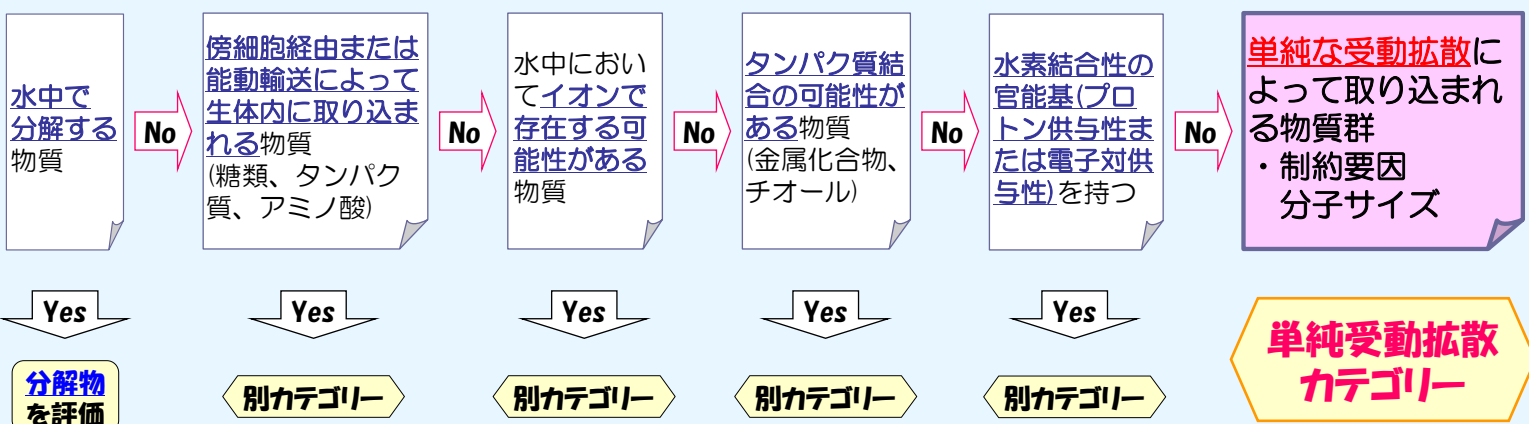 水中で
分解する
物質
No
傍細胞経由または
能動輸送によって
生体内に取り込ま
れる物質
(糖類、タンパク
質、アミノ酸)
No
水中におい
てイオンで
存在する可
能性がある
物質
No
タンパク質結
合の可能性が
ある物質
(金属化合物、
チオール)
No
水素結合性の
官能基(プロ
トン供与性ま
たは電子対供
与性)を持つ
No
単純な受動拡散に
よって取り込まれ
る物質群
・制約要因
分子サイズ
Yes
Yes
Yes
Yes
Yes
分解物
を評価
別カテゴリー
別カテゴリー
別カテゴリー
別カテゴリー
単純受動拡散
カテゴリー